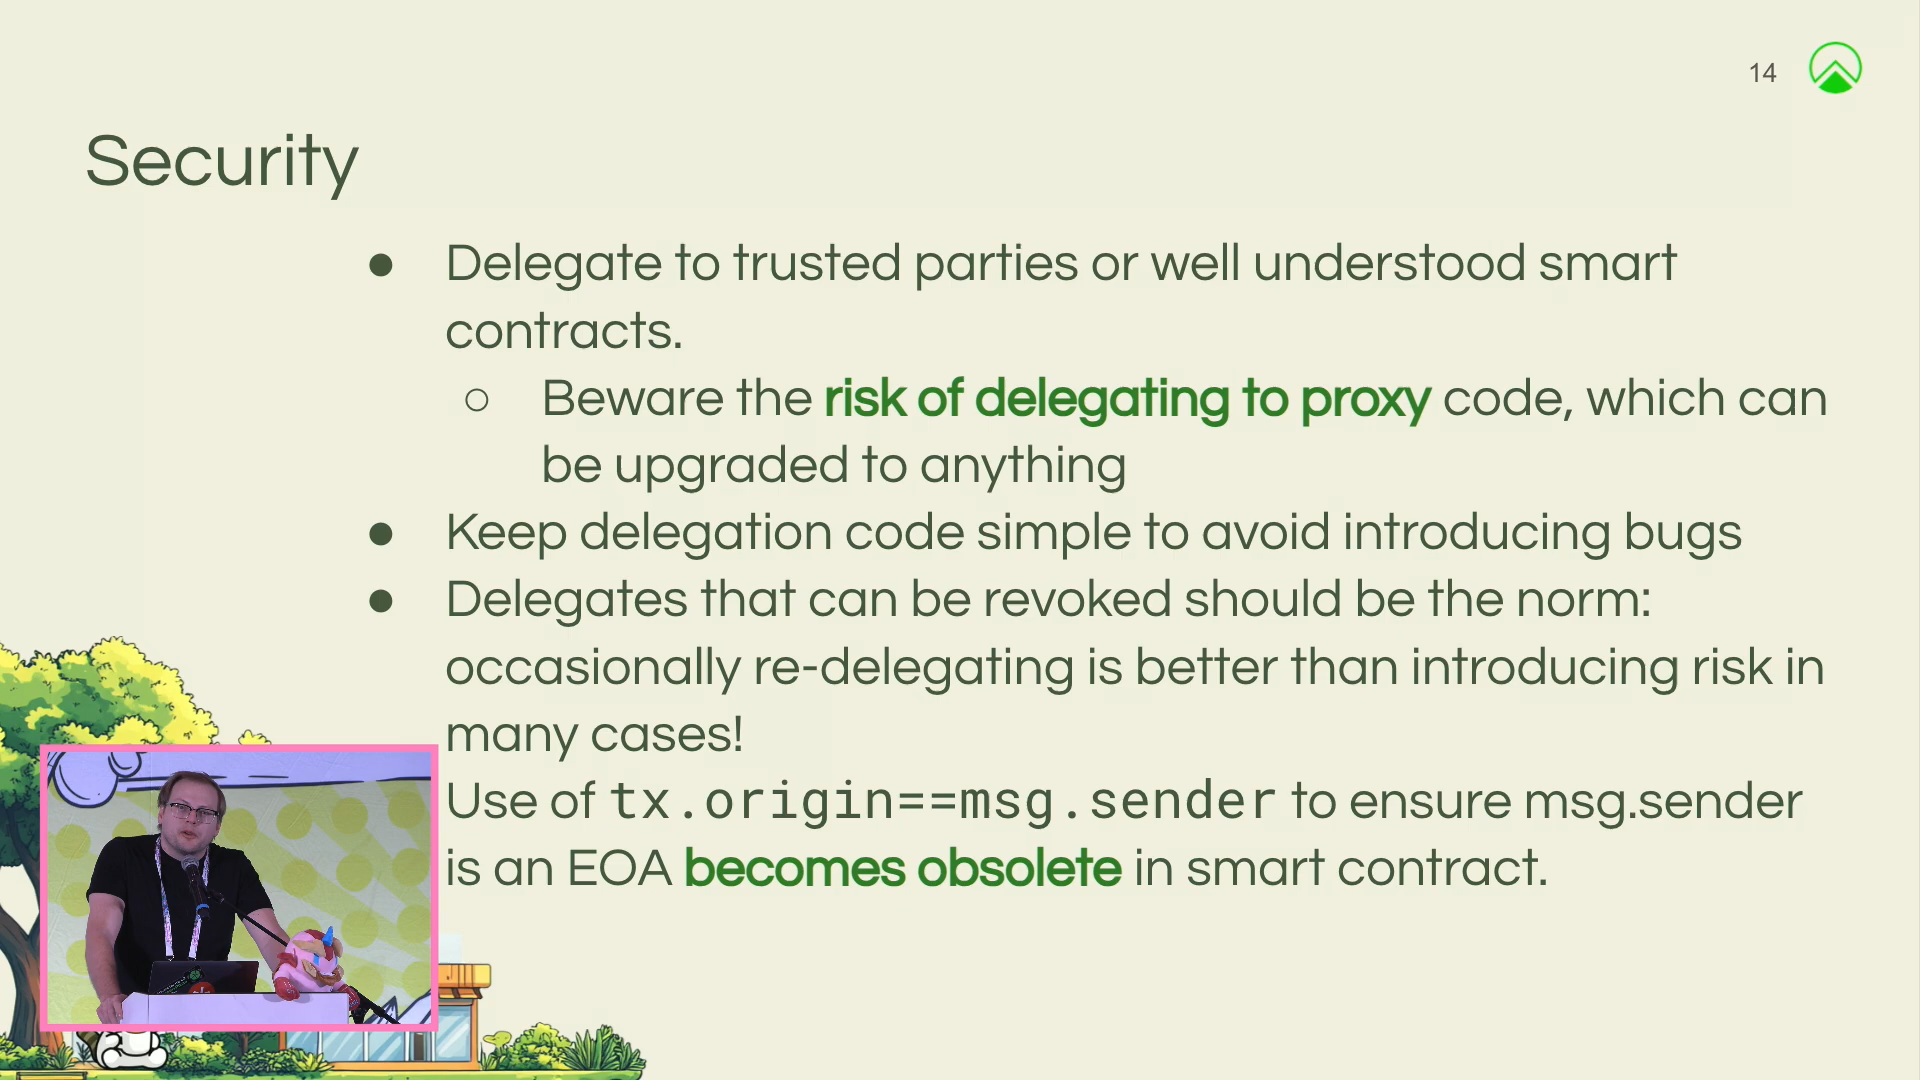 14
Security
● Delegate to trusted parties or well understood smart
contracts.
○ Beware the risk of delegating to proxy code, which can
be upgraded to anything
● Keep delegation code simple to avoid introducing bugs
● Delegates that can be revoked should be the norm:
occasionally re-delegating is better than introducing risk in
many cases!
Use of tx.origin==msg.sender to ensure msg.sender
is an EOA becomes obsolete in smart contract.